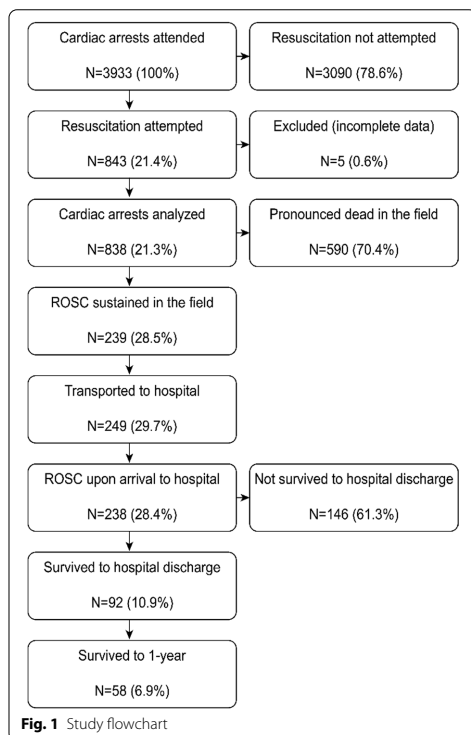 Cardiac arrests attended
N=3933 (100%)
Resuscitation not attempted
N=3090 (78.6%)
Resuscitation attempted
N=843 (21.4%)
Excluded (incomplete data)
N=5 (0.6%)
Cardiac arrests analyzed
N=838 (21.3%)
Pronounced dead in the field
N=590 (70.4%)
ROSC sustained in the field
N=239 (28.5%)
Transported to hospital
N=249 (29.7%)
ROSC upon arrival to hospital
N=238 (28.4%)
Not survived to hospital discharge
N=146 (61.3%)
Survived to hospital discharge
N=92 (10.9%)
Survived to 1-year
N=58 (6.9%)
Fig. 1 Study flowchart